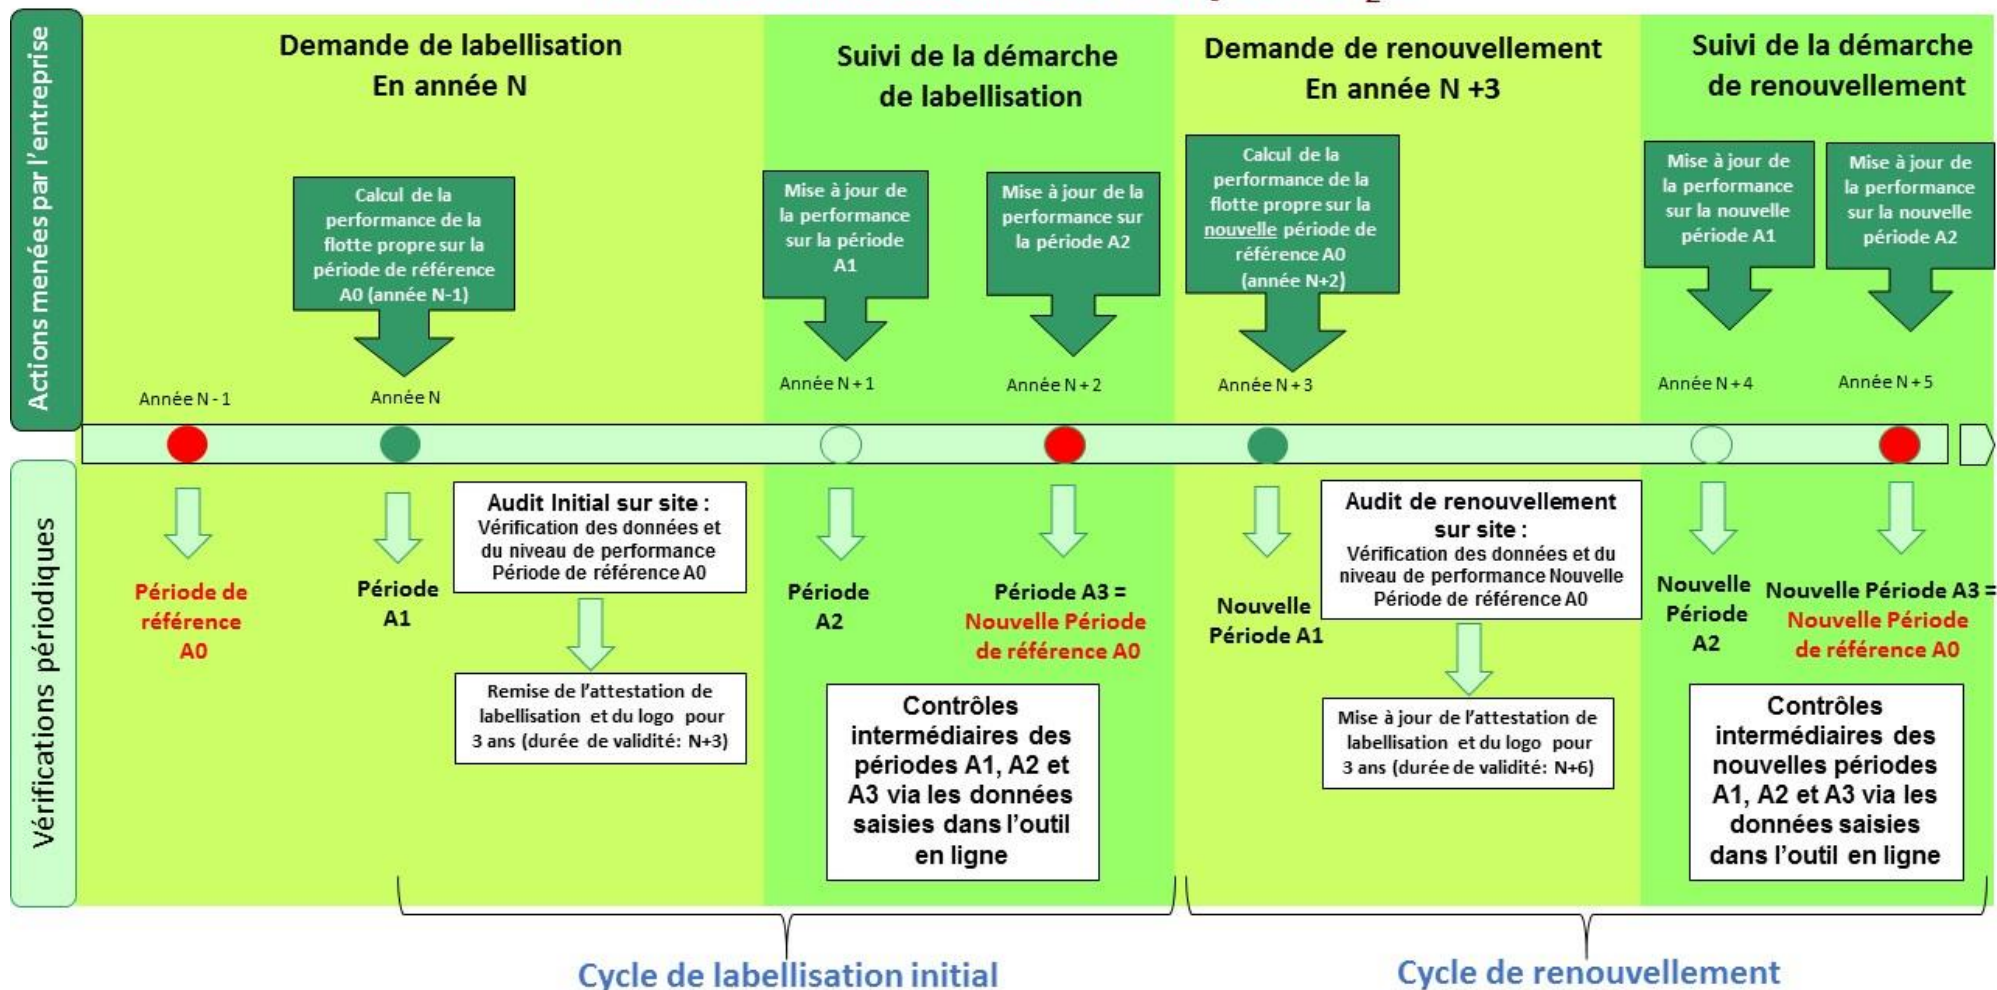 Actions menées par l'entreprise
Demande de labellisation
En année N
Suivi de la démarche
de labellisation
Demande de renouvellement
En année N +3
Suivi de la démarche
de renouvellement
Calcul de la
performance de la
flotte propre sur la
période de référence
A0 (année N-1)
Mise à jour de
la performance
sur la période
A1
Mise à jour de la
performance sur
la période A2
Calcul de la
performance de la
flotte propre sur la
nouvelle période de
référence A0
(année N+2)
Mise à jour de
la performance
sur la nouvelle
période A1
Mise à jour de
la performance
sur la nouvelle
période A2
Année N - 1
Année N
Année N + 1
Année N + 2
Année N + 3
Année N + 4
Année N + 5
Vérifications périodiques
Période de
référence
A0
Période
A1
Audit Initial sur site :
Vérification des données et
du niveau de performance
Période de référence A0
Remise de l'attestation de
labellisation et du logo pour
3 ans (durée de validité: N+3)
Période
A2
Période A3 =
Nouvelle Période
de référence A0
Contrôles
intermédiaires des
périodes A1, A2 et
A3 via les données
saisies dans l'outil
en ligne
Nouvelle
Période A1
Audit de renouvellement
sur site :
Vérification des données et du
niveau de performance Nouvelle
Période de référence A0
Mise à jour de l'attestation de
labellisation et du logo pour
3 ans (durée de validité: N+6)
Nouvelle
Période
A2
Nouvelle Période A3 =
Nouvelle Période
de référence A0
Contrôles
intermédiaires des
nouvelles périodes
A1, A2 et A3 via les
données saisies
dans l'outil en ligne
Cycle de labellisation initial
Cycle de renouvellement